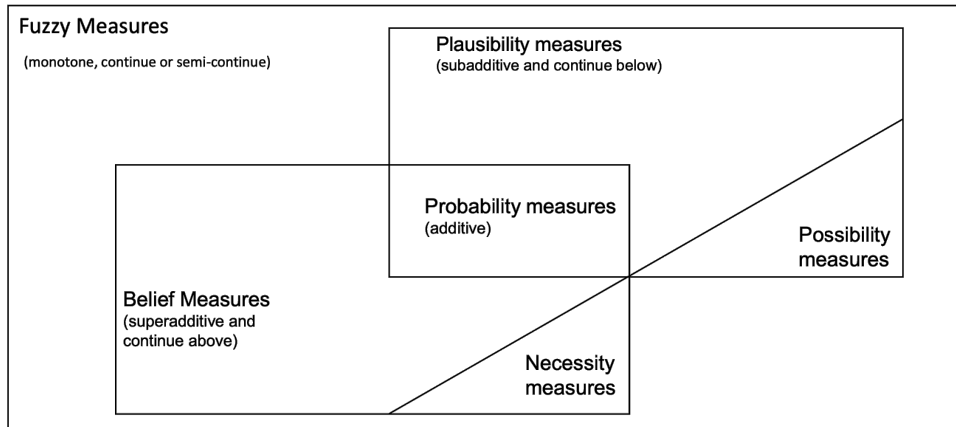 Fuzzy Measures
(monotone, continue or semi-continue)
Plausibility measures
(subadditive and continue below)
Probability measures
(additive)
Possibility
measures
Belief Measures
(superadditive and
continue above)
Necessity
measures